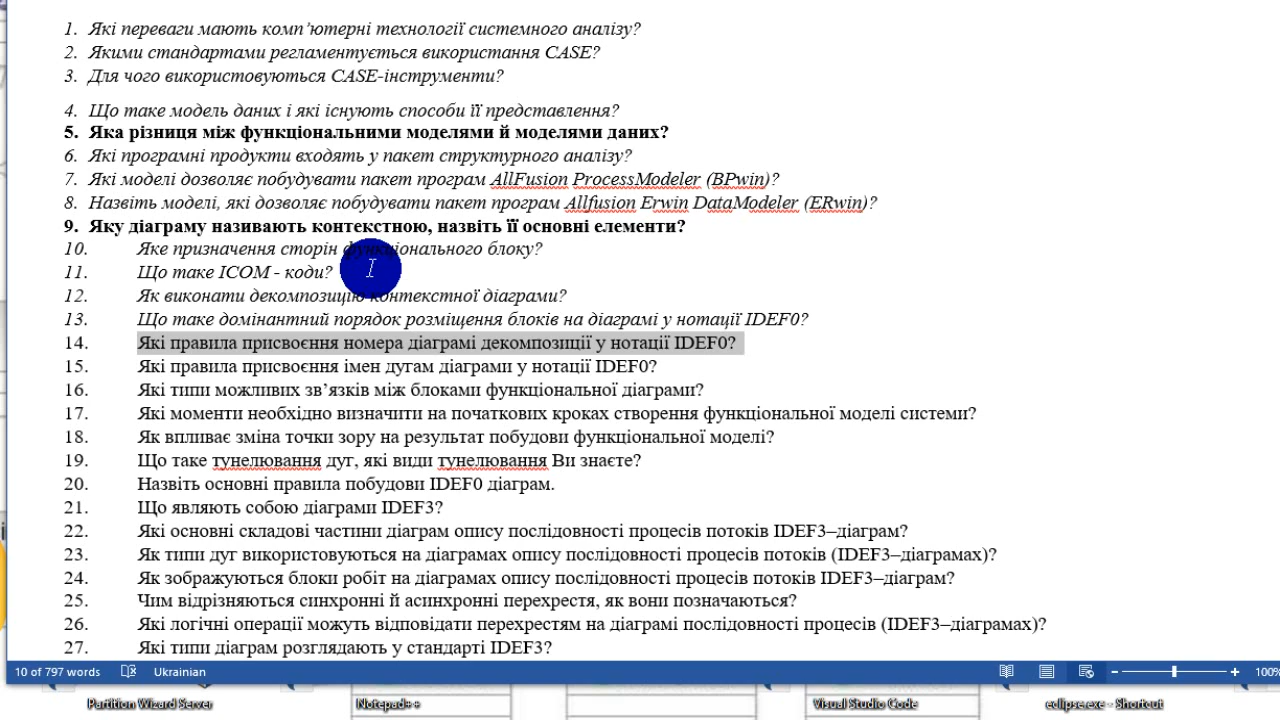 1. Які переваги мають комп’ютерні технології системного аналізу?
2. Якими стандартами регламентується використання CASE?
3. Для чого використовуються CASE-інструменти?
4. Що таке модель даних і які існують способи її представлення?
5. Яка різниця між функціональними моделями й моделями даних?
6. Які програмні продукти входять у пакет структурного аналізу?
7. Які моделі дозволяє побудувати пакет програм AllFusion ProcessModeler (BPwin)?
8. Назвіть моделі, які дозволяє побудувати пакет програм Allfusion Erwin DataModeler (ERwin)?
9. Яку діаграму називають контекстною, назвіть її основні елементи?
10. Яке призначення сторін функціонального блоку?
11. Що таке ICOM - коди?
12. Як виконати декомпозицію контекстної діаграми?
13. Що таке домінантний порядок розміщення блоків на діаграмі у нотації IDEF0?
14. Які правила присвоєння номера діаграмі декомпозиції у нотації IDEF0?
15. Які правила присвоєння імен дугам діаграми у нотації IDEF0?
16. Які типи можливих зв’язків між блоками функціональної діаграми?
17. Які моменти необхідно визначити на початкових кроках створення функціональної моделі системи?
18. Як впливає зміна точки зору на результат побудови функціональної моделі?
19. Що таке тунелювання дуг, які види тунелювання Ви знаєте?
20. Назвіть основні правила побудови IDEF0 діаграм.
21. Що являють собою діаграми IDEF3?
22. Які основні складові частини діаграм опису послідовності процесів потоків IDEF3–діаграм?
23. Як типи дуг використовуються на діаграмах опису послідовності процесів потоків (IDEF3–діаграмах)?
24. Як зображуються блоки робіт на діаграмах опису послідовності процесів потоків IDEF3–діаграм?
25. Чим відрізняються синхронні й асинхронні перехрестя, як вони позначаються?
26. Які логічні операції можуть відповідати перехрестям на діаграмі послідовності процесів (IDEF3–діаграмах)?
27. Які типи діаграм розглядають у стандарті IDEF3?
10 of 797 words Ukrainian 100%
Partition Wizard Server Notepad++ Visual Studio Code eclipse.exe - Shortcut